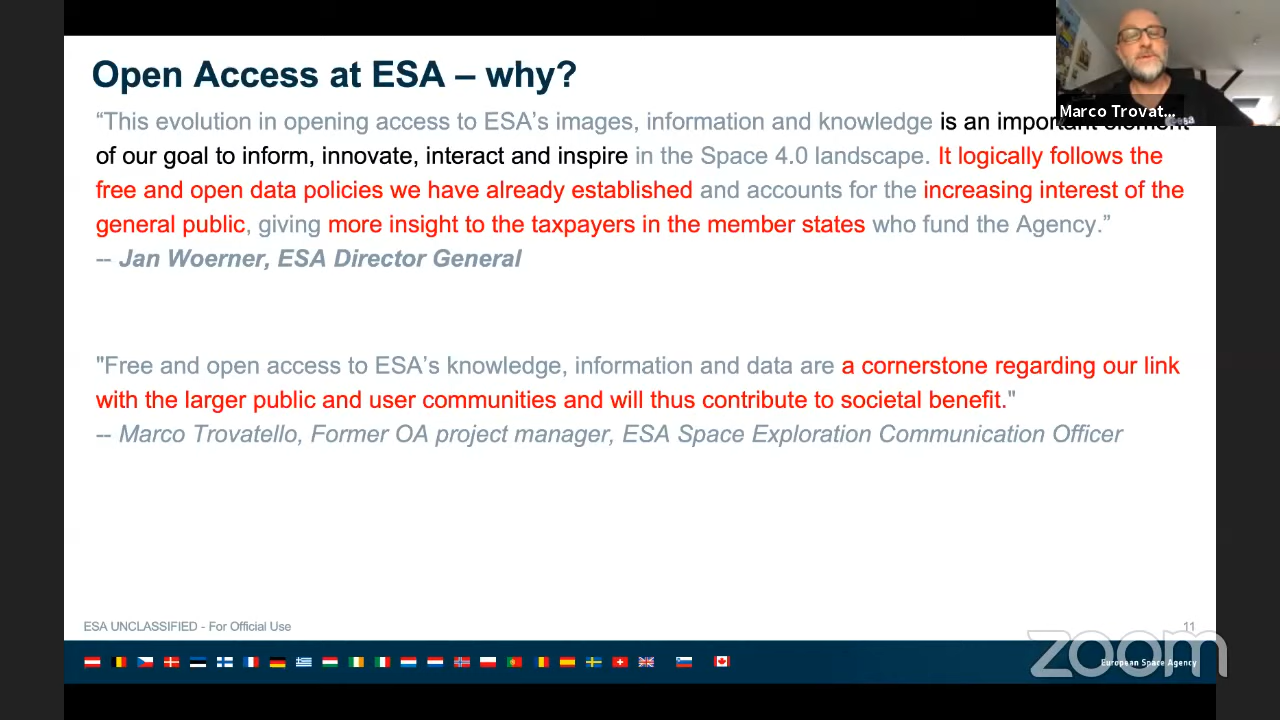 Open Access at ESA – why?
“This evolution in opening access to ESA’s images, information and knowledge is an important element
of our goal to inform, innovate, interact and inspire in the Space 4.0 landscape. It logically follows the
free and open data policies we have already established and accounts for the increasing interest of the
general public, giving more insight to the taxpayers in the member states who fund the Agency.”
-- Jan Woerner, ESA Director General
"Free and open access to ESA’s knowledge, information and data are a cornerstone regarding our link
with the larger public and user communities and will thus contribute to societal benefit."
-- Marco Trovatello, Former OA project manager, ESA Space Exploration Communication Officer
Marco Trovat...
esa
ESA UNCLASSIFIED - For Official Use
11
European Space Agency
zoom